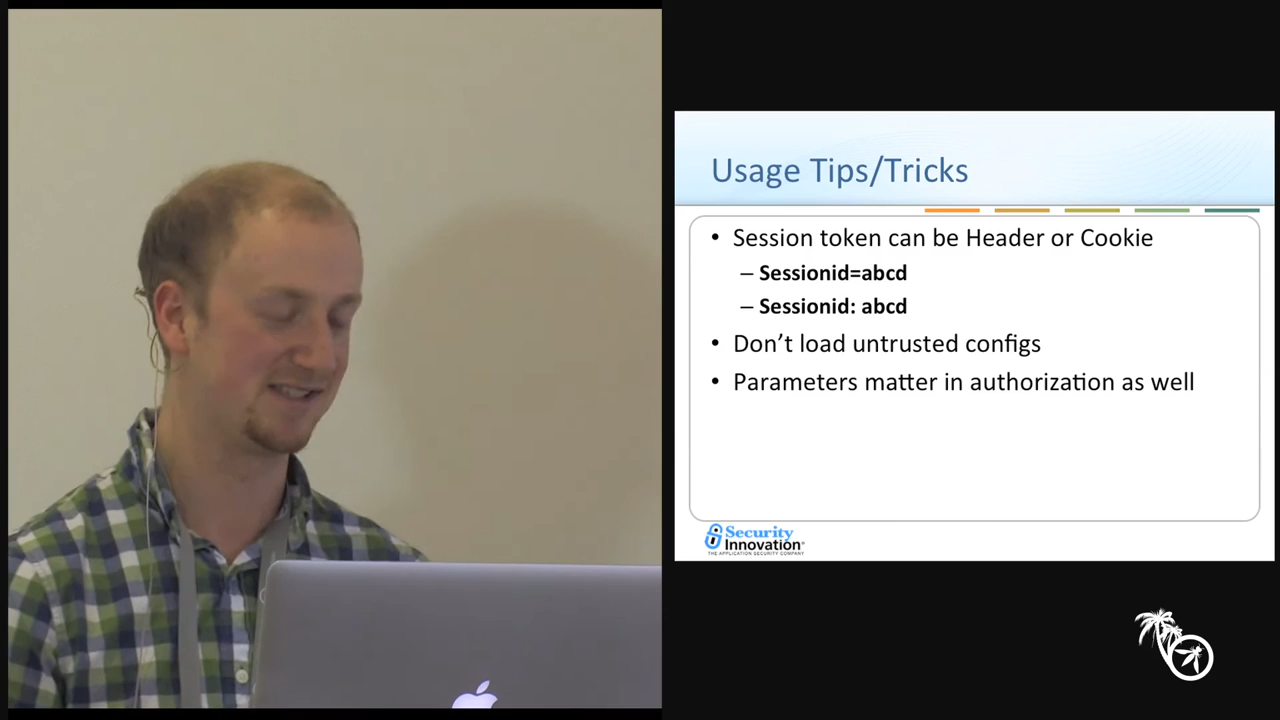 Usage Tips/Tricks
• Session token can be Header or Cookie
– Sessionid=abcd
– Sessionid: abcd
• Don’t load untrusted configs
• Parameters matter in authorization as well
Security
Innovation®
THE APPLICATION SECURITY COMPANY